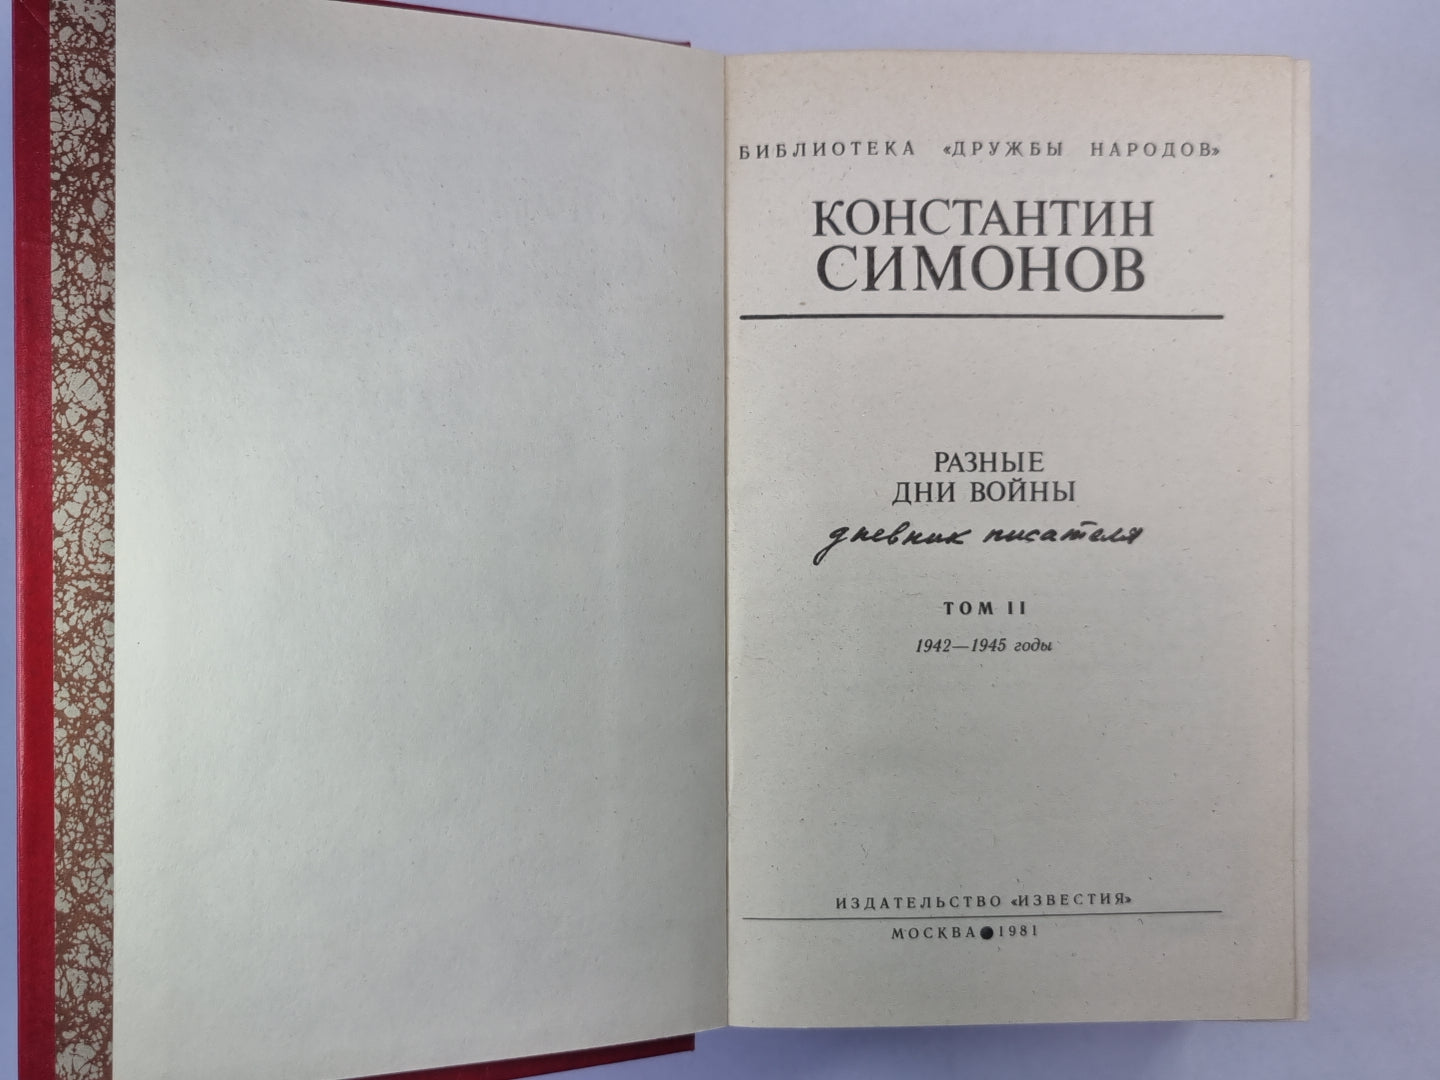 БИБЛИОТЕКА «ДРУЖБЫ НАРОДОВ»
КОНСТАНТИН
СИМОНОВ
РАЗНЫЕ
ДНИ ВОЙНЫ
дневник писателя
ТОМ II
1942—1945 годы
ИЗДАТЕЛЬСТВО «ИЗВЕСТИЯ»
МОСКВА●1981